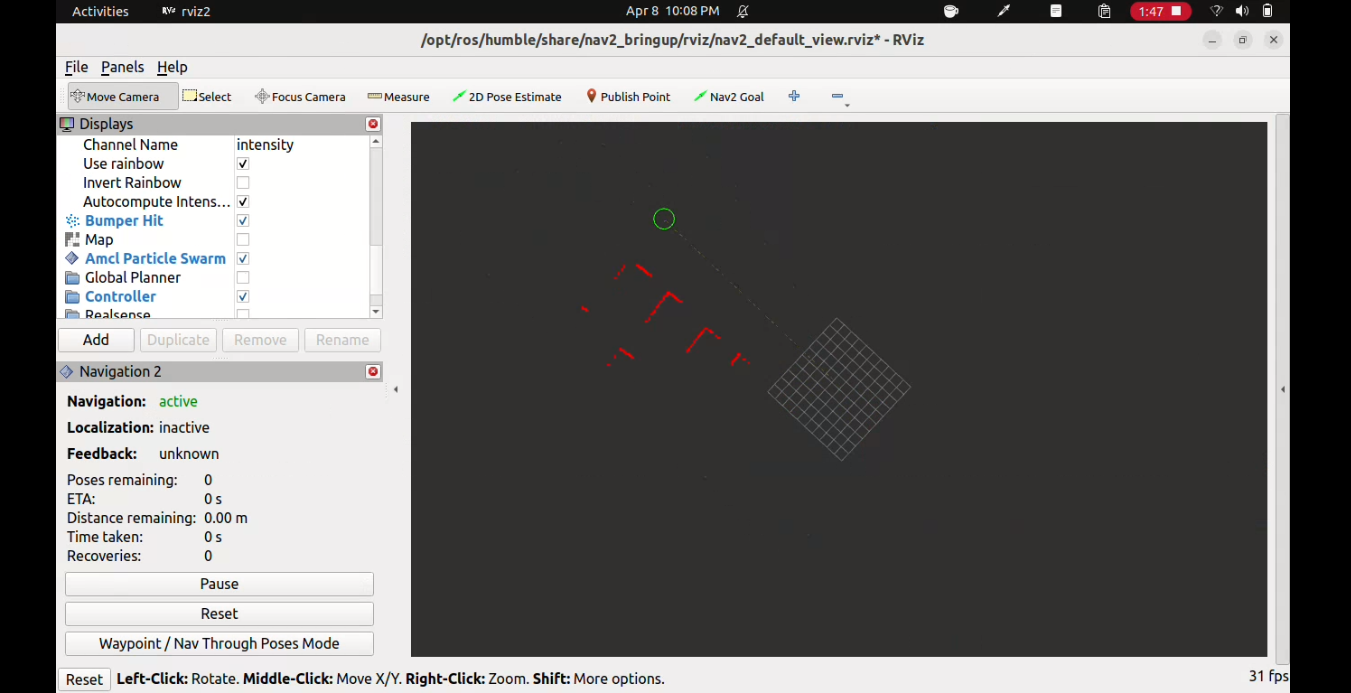 Activities RViz rviz2 Apr 8 10:08 PM 1:47
/opt/ros/humble/share/nav2_bringup/rviz/nav2_default_view.rviz* - RViz
File Panels Help
Move Camera Select Focus Camera Measure 2D Pose Estimate Publish Point Nav2 Goal
Displays
Channel Name intensity
Use rainbow
Invert Rainbow
Autocompute Intens...
Bumper Hit
Map
Amcl Particle Swarm
Global Planner
Controller
Realsense
Add Duplicate Remove Rename
Navigation 2
Navigation: active
Localization: inactive
Feedback: unknown
Poses remaining: 0
ETA: 0 s
Distance remaining: 0.00 m
Time taken: 0 s
Recoveries: 0
Pause
Reset
Waypoint / Nav Through Poses Mode
Reset Left-Click: Rotate. Middle-Click: Move X/Y. Right-Click: Zoom. Shift: More options. 31 fps